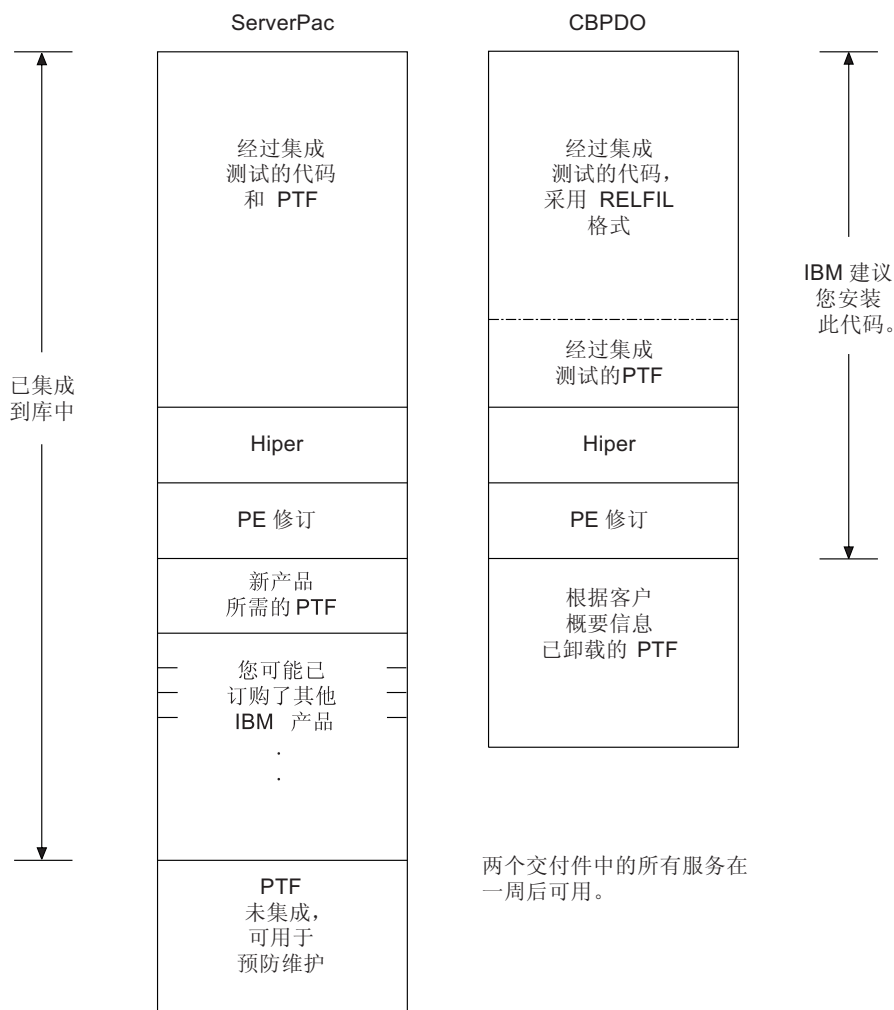 ServerPac
CBPDO
经过集成
测试的代码
和 PTF
经过集成
测试的代码，
采用 RELFIL
格式
IBM 建议
您安装
此代码。
经过集成
测试的PTF
已集成
到库中
Hiper
Hiper
PE 修订
PE 修订
新产品
所需的 PTF
根据客户
概要信息
已卸载的 PTF
您可能已
订购了其他
IBM 产品
.
.
两个交付件中的所有服务在
一周后可用。
PTF
未集成，
可用于
预防维护